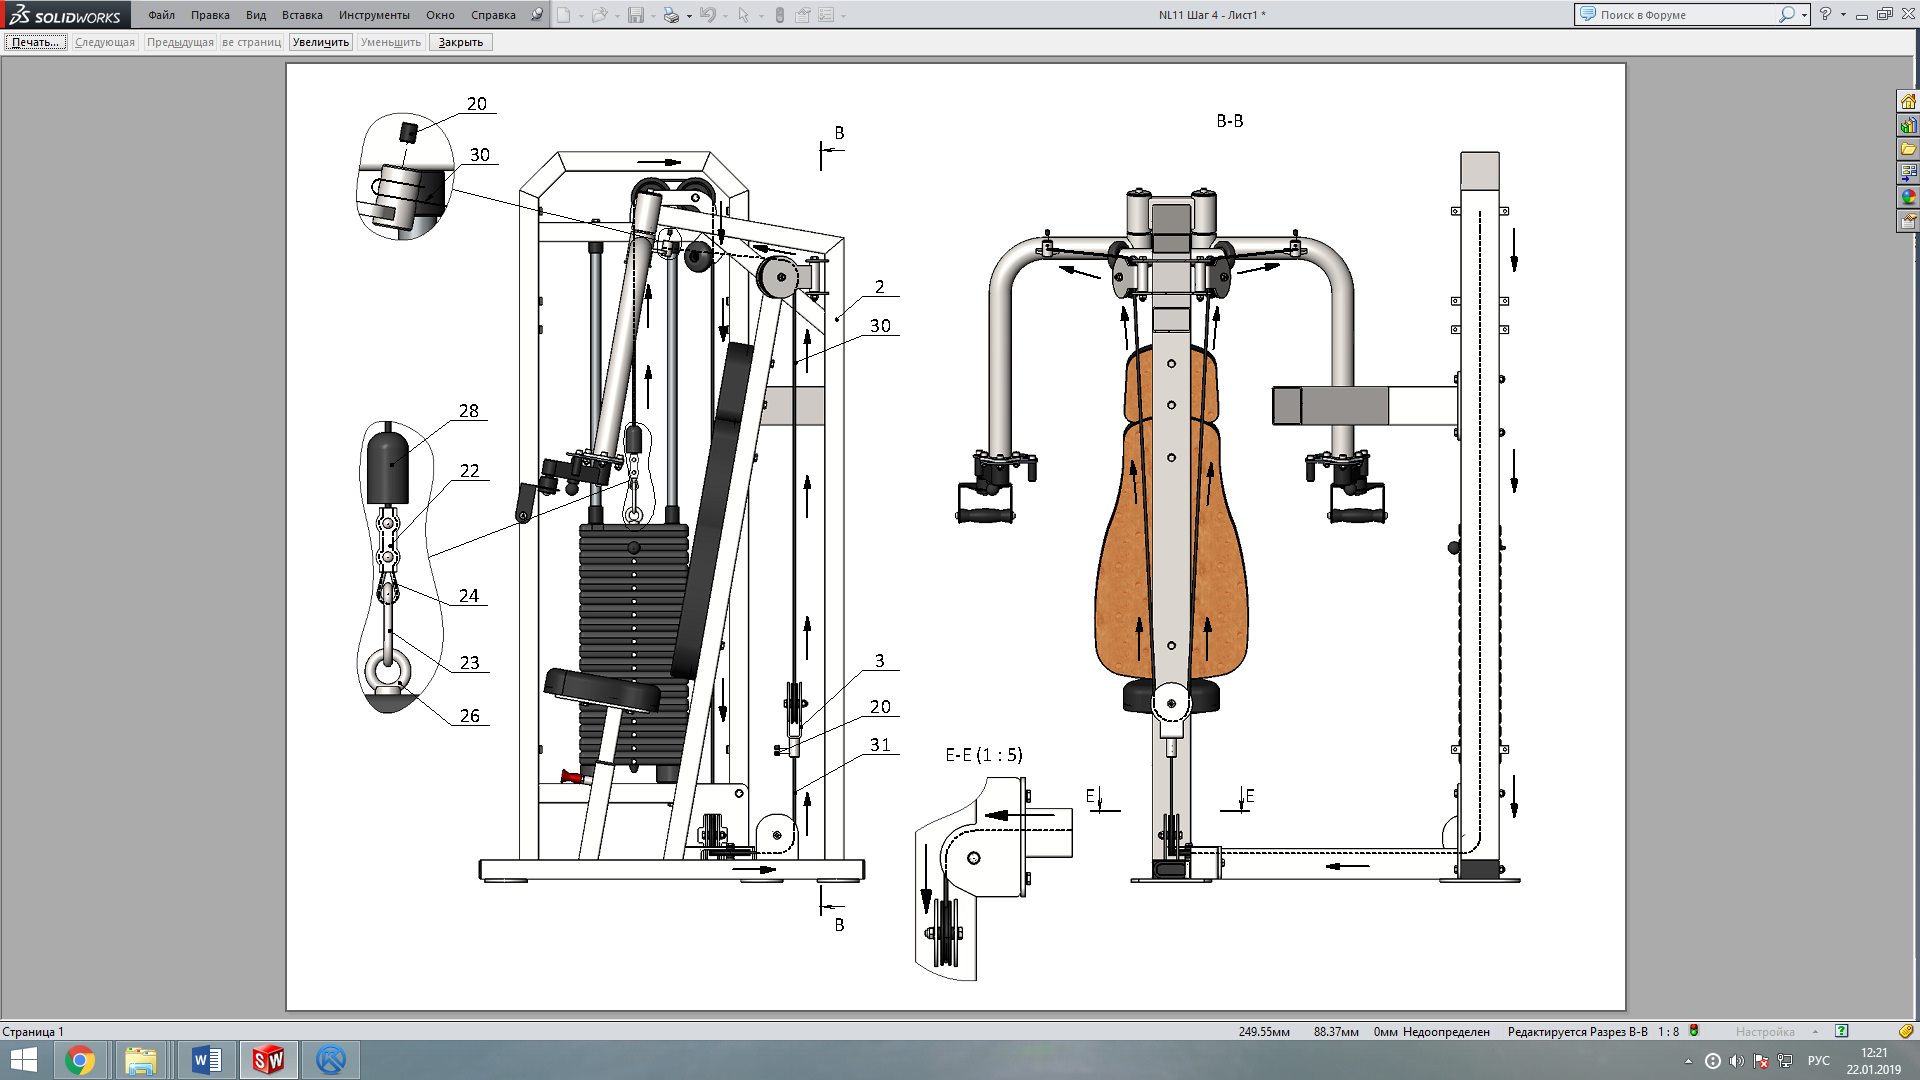 SOLIDWORKS
Файл Правка Вид Вставка Инструменты Окно Справка
NL11 Шаг 4 - Лист1 *
Поиск в Форуме
?
Печать... Следующая Предыдущая ве страниц Увеличить Уменьшить Закрыть
20
30
B
B-B
2
30
28
22
24
23
26
3
20
31
E-E (1 : 5)
E E
B
Страница 1
249.55мм 88.37мм 0мм Недоопределен Редактируется Разрез B-B 1 : 8 Настройка ?
W SW
РУС
12:21
22.01.2019